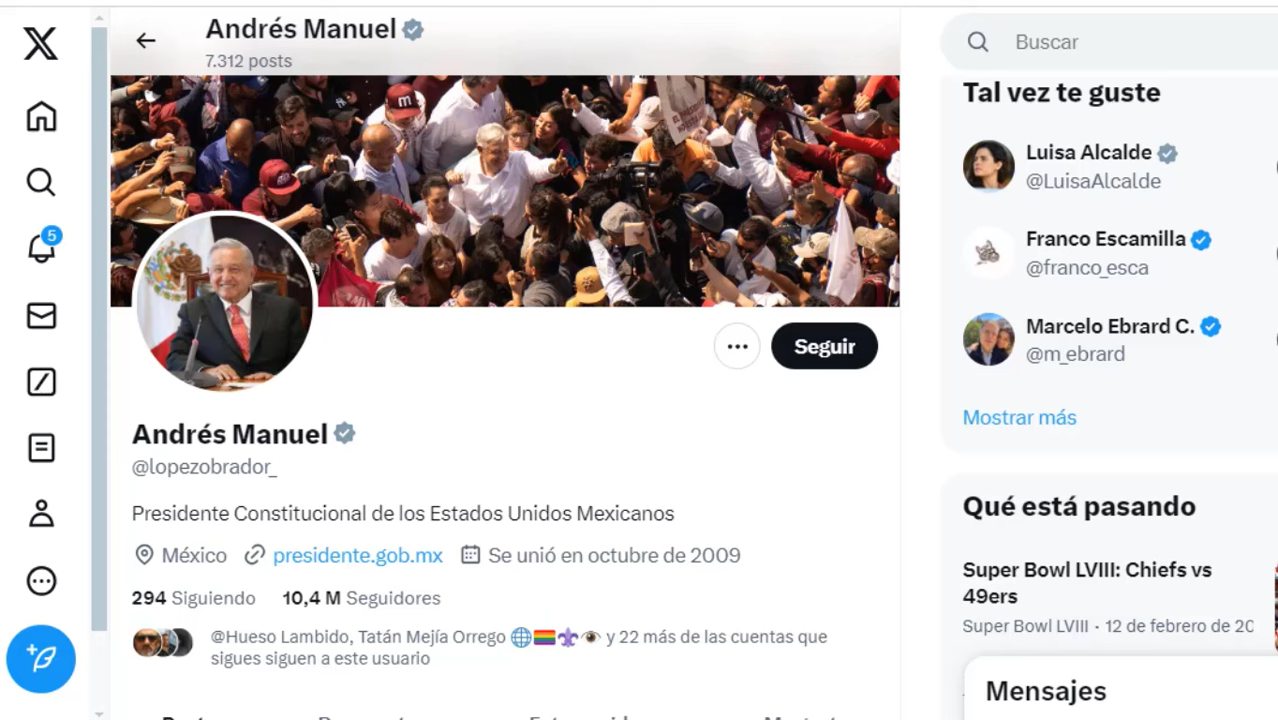 Andrés Manuel
7.312 posts
5
Seguir
Andrés Manuel
@lopezobrador_
Presidente Constitucional de los Estados Unidos Mexicanos
México presidente.gob.mx Se unió en octubre de 2009
294 Siguiendo 10,4 M Seguidores
@Hueso Lambido, Tatán Mejía Orrego y 22 más de las cuentas que
sigues siguen a este usuario
Buscar
Tal vez te guste
Luisa Alcalde
@LuisaAlcalde
Franco Escamilla
@franco_esca
Marcelo Ebrard C.
@m_ebrard
Mostrar más
Qué está pasando
Super Bowl LVIII: Chiefs vs
49ers
Super Bowl LVIII · 12 de febrero de 20
Mensajes